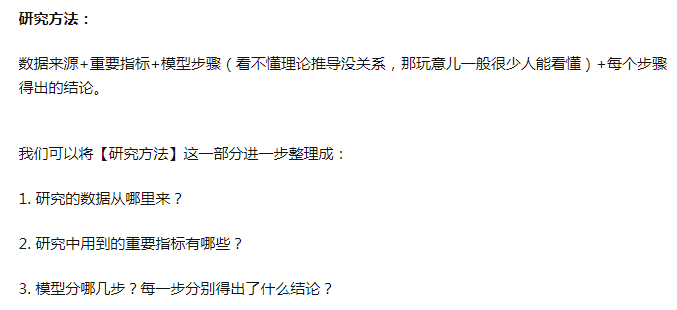 研究方法：
数据来源+重要指标+模型步骤（看不懂理论推导没关系，那玩意儿一般很少人能看懂）+每个步骤
得出的结论。
我们可以将【研究方法】这一部分进一步整理成：
1. 研究的数据从哪里来？
2. 研究中用到的重要指标有哪些？
3. 模型分哪几步？每一步分别得出了什么结论？